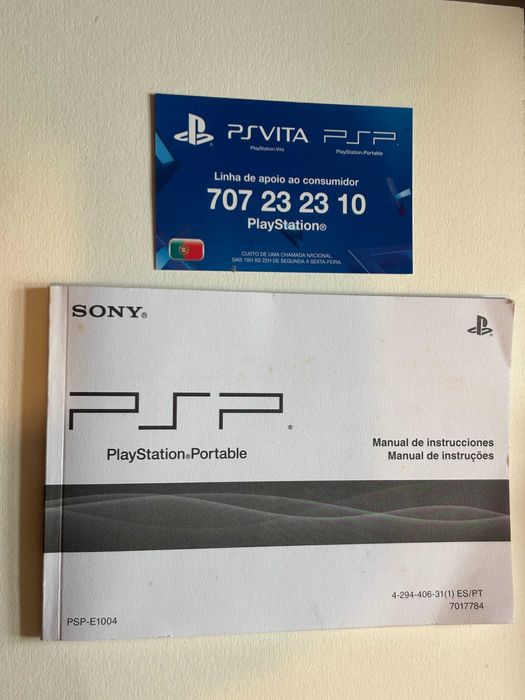 PSVITA PSP
PlayStation.Vita PlayStation.Portable
Linha de apoio ao consumidor
707 23 23 10
PlayStation®
CUSTO DE UMA CHAMADA NACIONAL.
DAS 10H ÀS 22H DE SEGUNDA A SEXTA-FEIRA.
SONY®
PSP®
PlayStation®Portable
Manual de instrucciones
Manual de instruções
4-294-406-31(1) ES/PT
7017784
PSP-E1004